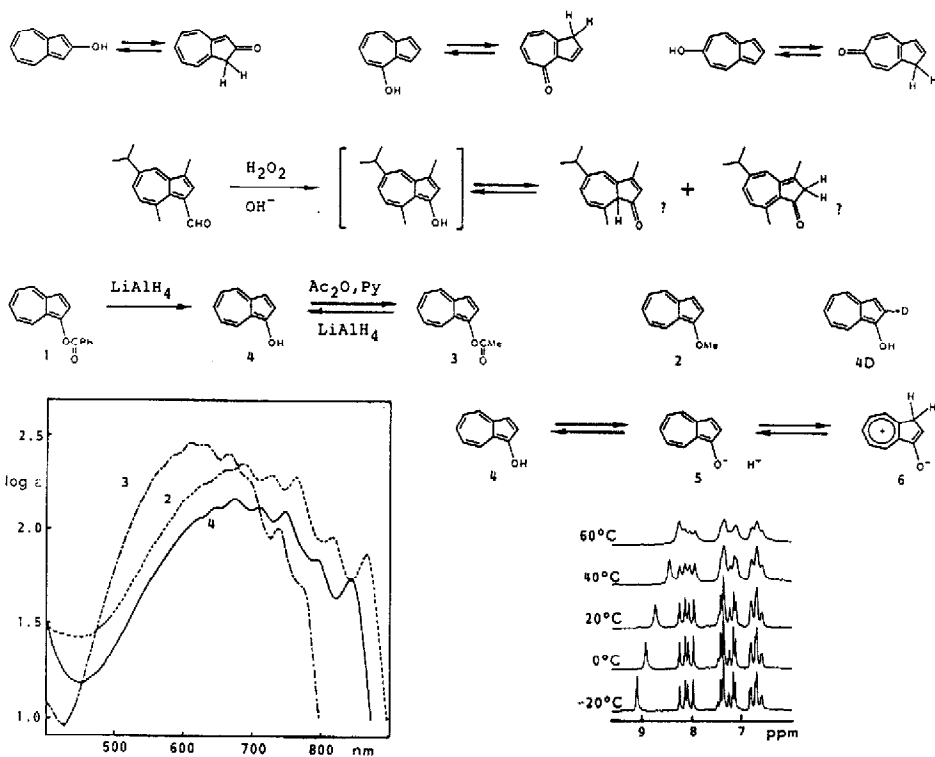 OH O H H
OH H H O
HO O H H
CHO
H₂O₂
OH⁻
OH
H O ?
+
H H O ?
LiAlH₄
Ac₂O,Py
LiAlH₄
OCPh O
1
OH
4
OCMe O
3
OMe
2
D
OH
4D
OH
4
O⁻
5
H⁺
H H
+
O⁻
6
log ε
2.5
2.0
1.5
1.0
3
2
4
500 600 700 800 nm
60°C
40°C
20°C
0°C
-20°C
9 8 7 ppm